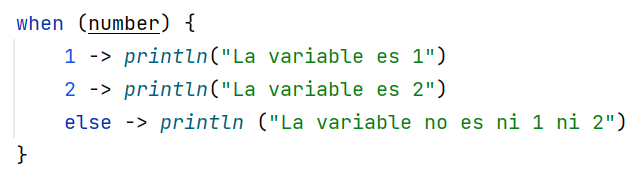 when (number) {
    1 -> println("La variable es 1")
    2 -> println("La variable es 2")
    else -> println ("La variable no es ni 1 ni 2")
}